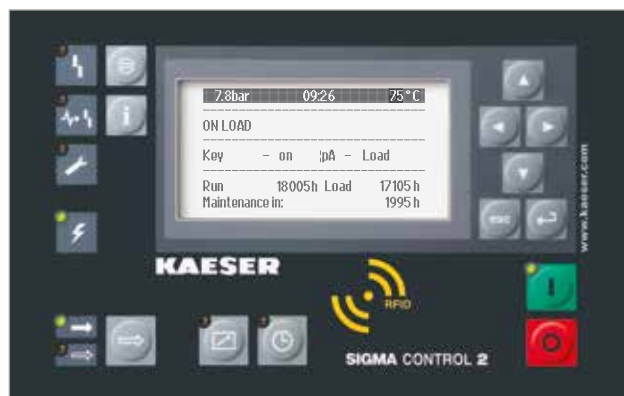 7.8bar 09:26 75°C
ON LOAD
Key - on ¦pA - Load
Run 18005h Load 17105h
Maintenance in: 1995h
esc
www.kaeser.com
KAESER
RFID
I
O
SIGMA CONTROL 2